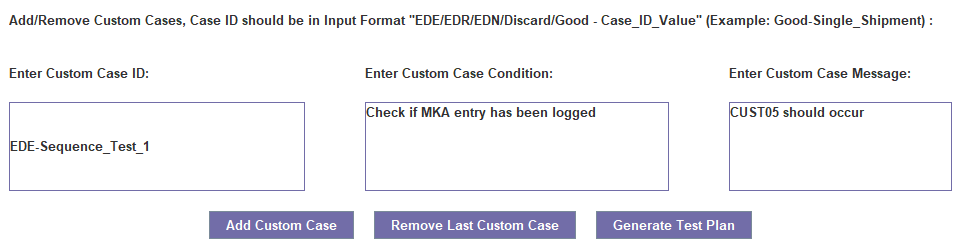 Add/Remove Custom Cases, Case ID should be in Input Format "EDE/EDR/EDN/Discard/Good - Case_ID_Value" (Example: Good-Single_Shipment) :
Enter Custom Case ID:
Enter Custom Case Condition:
Enter Custom Case Message:
EDE-Sequence_Test_1
Check if MKA entry has been logged
CUST05 should occur
Add Custom Case
Remove Last Custom Case
Generate Test Plan